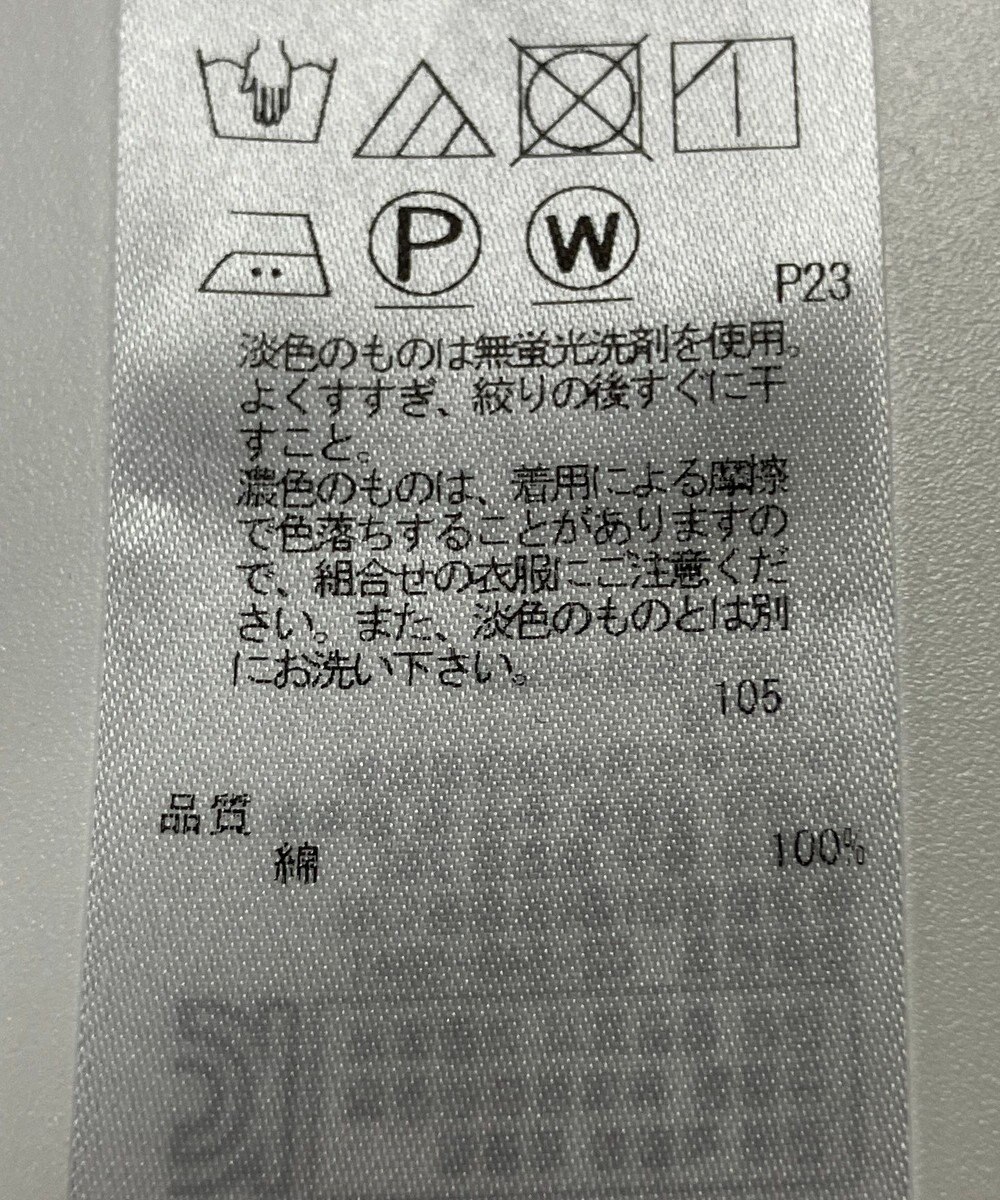 P W
P23
淡色のものは無蛍光洗剤を使用。
よくすすぎ、絞りの後すぐに干
すこと。
濃色のものは、着用による摩擦
で色落ちすることがありますの
で、組合せの衣服にご注意くだ
さい。また、淡色のものとは別
にお洗い下さい。
105
品質
綿 100%